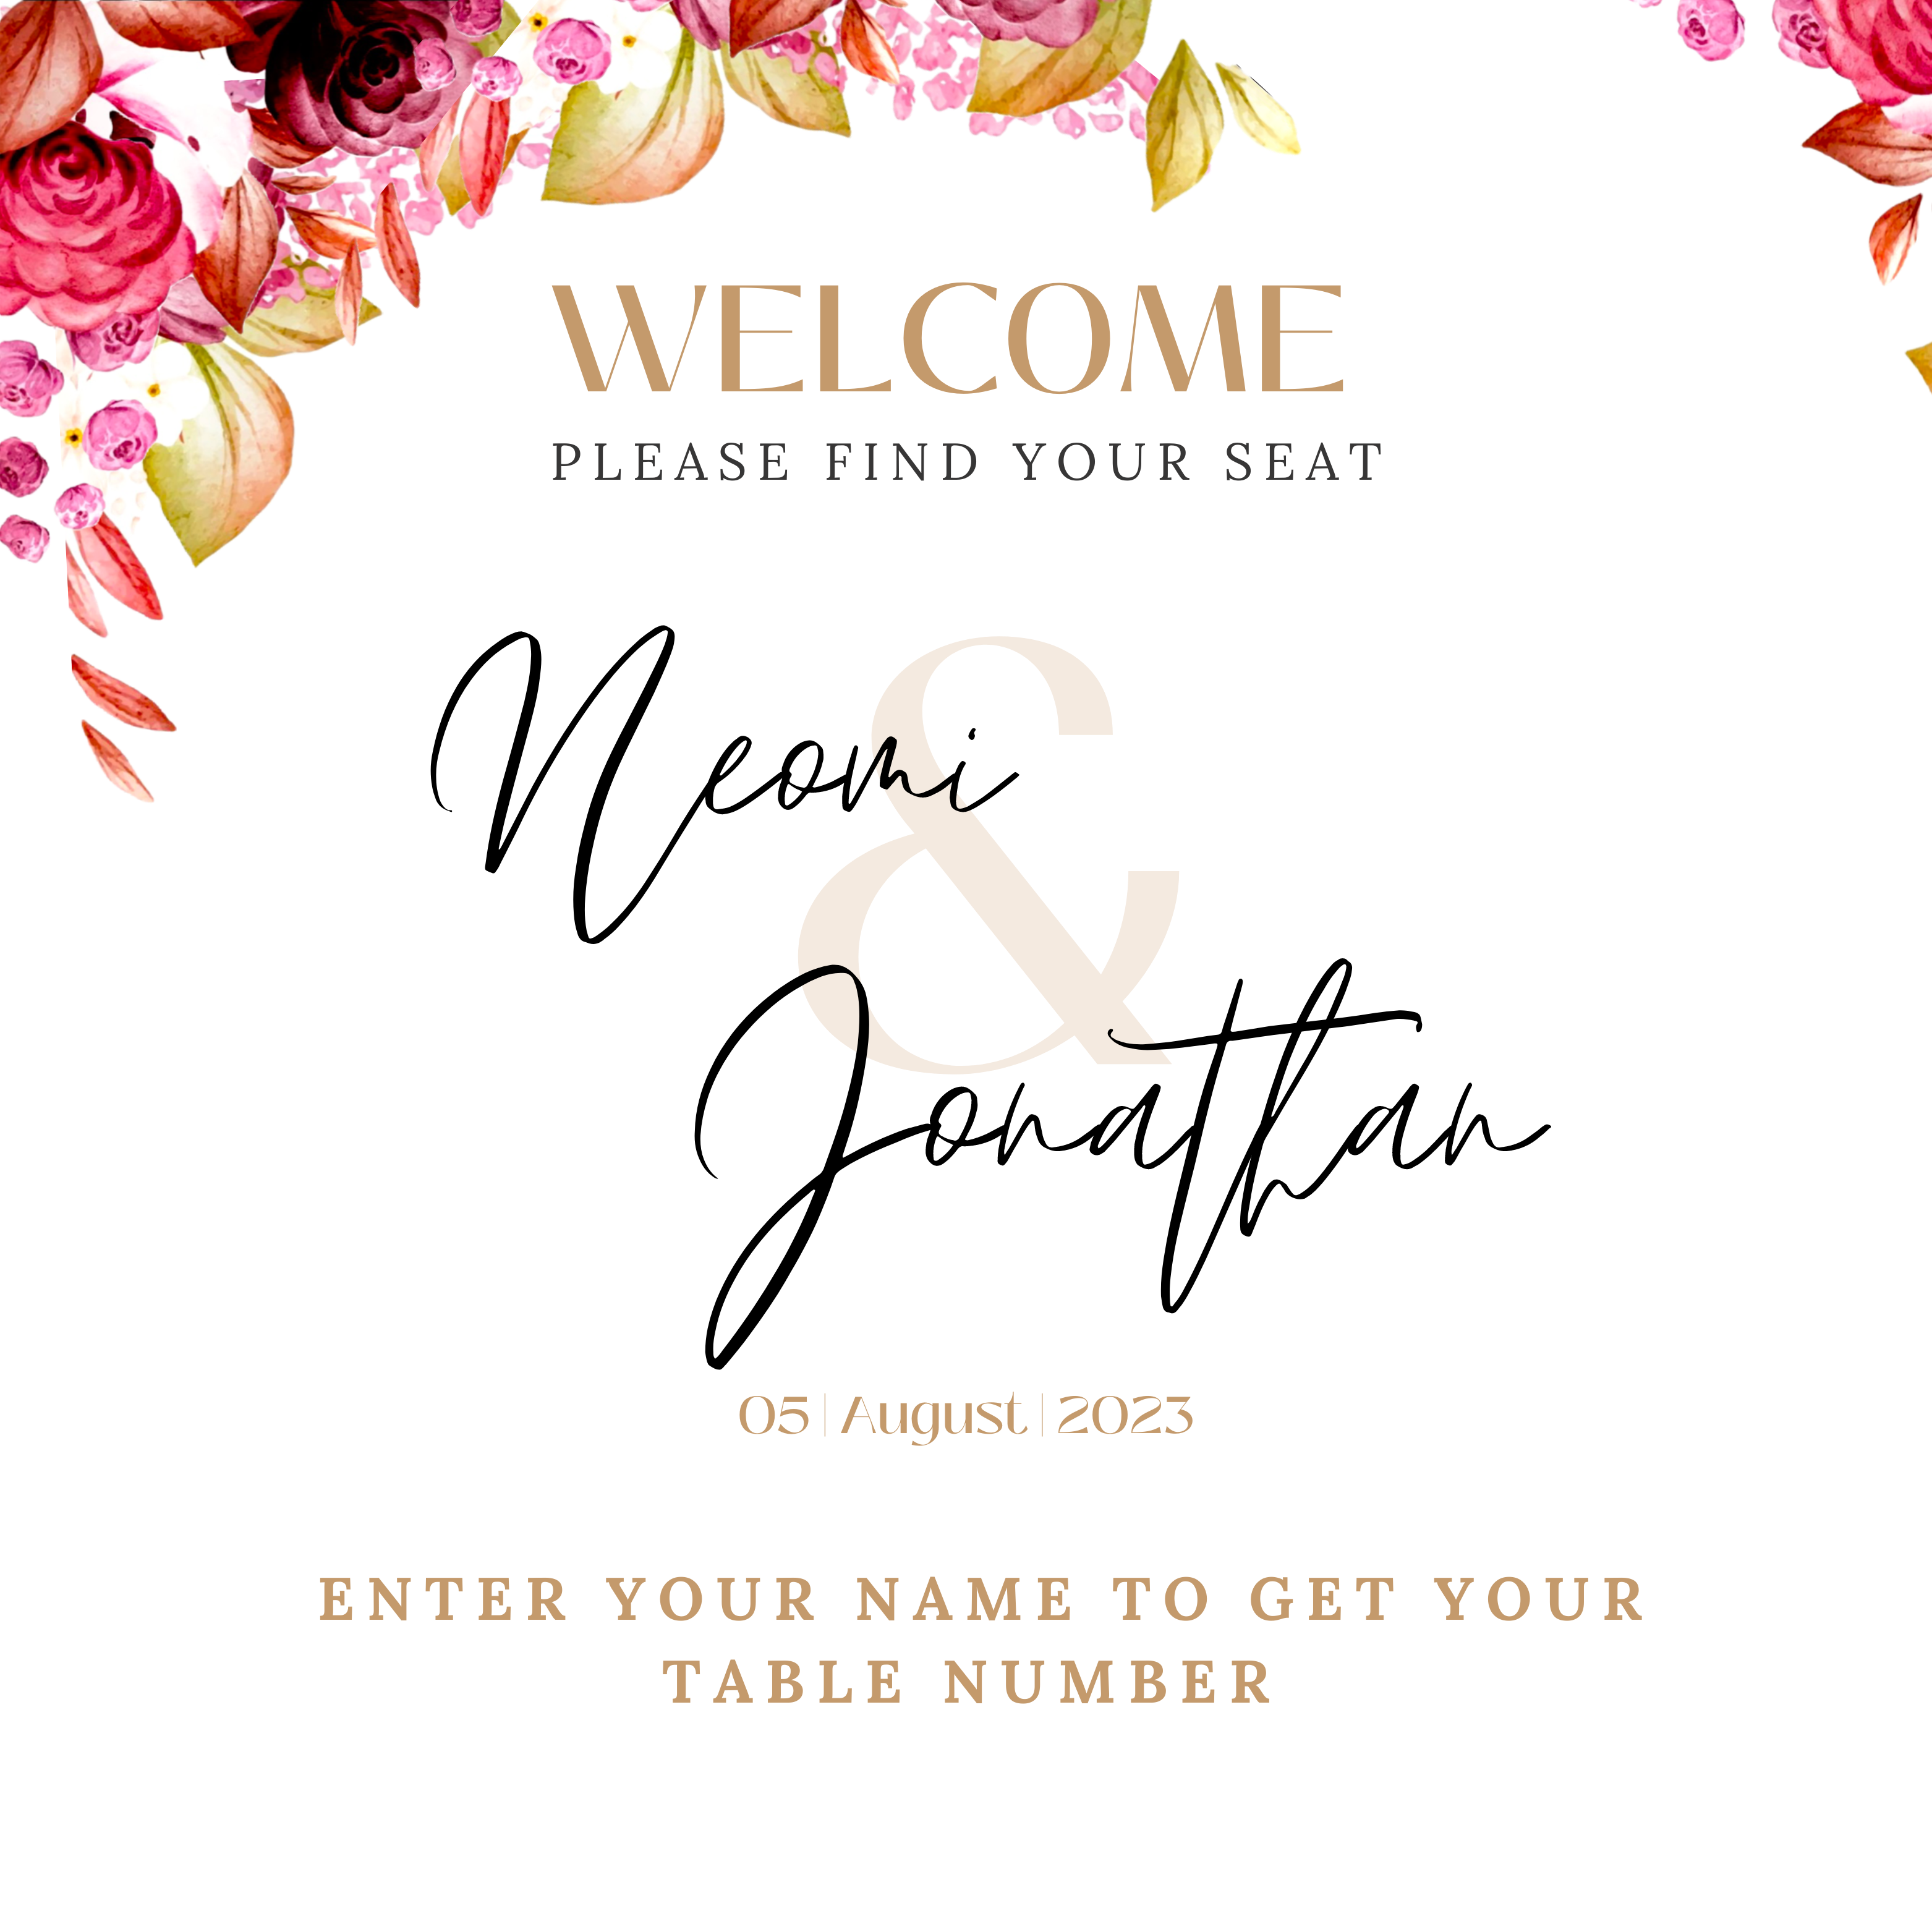 WELCOME
PLEASE FIND YOUR SEAT
Neomi
&
Jonathan
05 | August | 2023
ENTER YOUR NAME TO GET YOUR
TABLE NUMBER